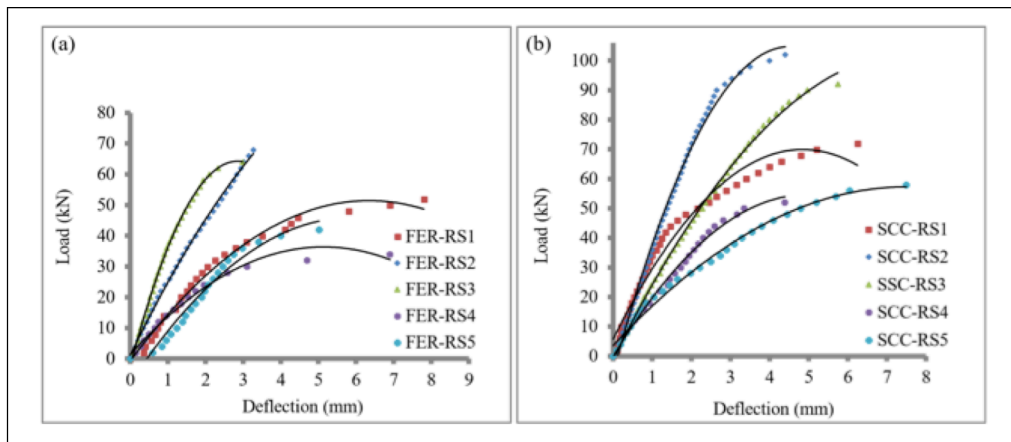 (a)
80
70
60
50
40
30
20
10
0
Load (kN)
0 1 2 3 4 5 6 7 8 9
Deflection (mm)
FER-RS1
FER-RS2
FER-RS3
FER-RS4
FER-RS5
(b)
100
90
80
70
60
50
40
30
20
10
0
Load (kN)
0 1 2 3 4 5 6 7 8
Deflection (mm)
SCC-RS1
SCC-RS2
SSC-RS3
SCC-RS4
SCC-RS5